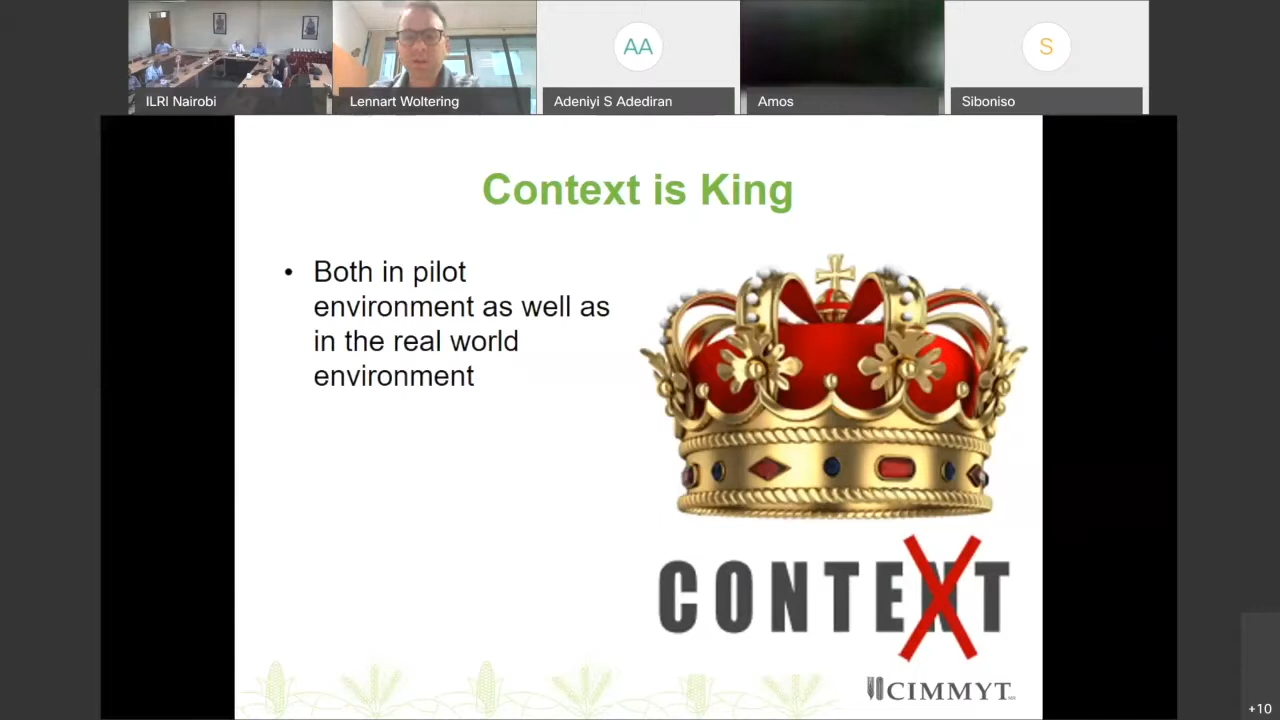 AA
S
ILRI Nairobi
Lennart Woltering
Adeniyi S Adediran
Amos
Siboniso
Context is King
• Both in pilot
environment as well as
in the real world
environment
CONTEXT
CIMMYT
+10